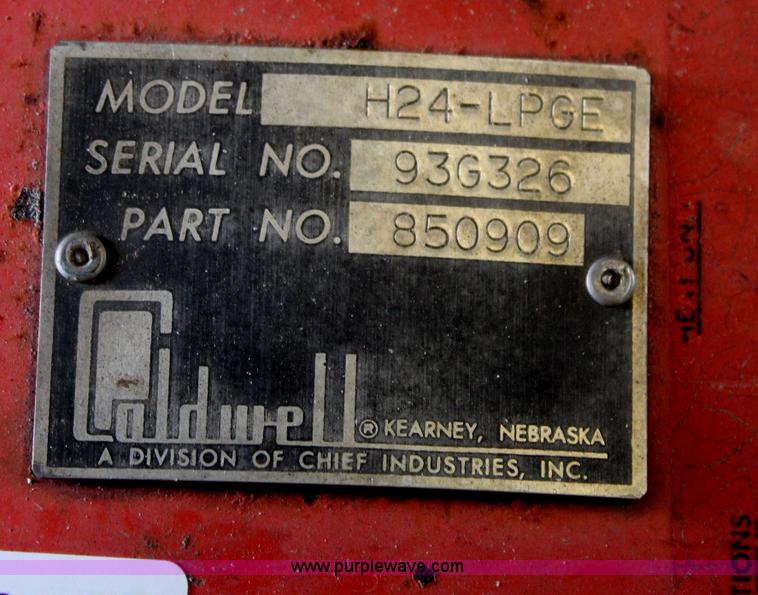 MODEL H24-LPGE
SERIAL NO. 93G326
PART NO. 850909
Caldwell ® KEARNEY, NEBRASKA
A DIVISION OF CHIEF INDUSTRIES, INC.
www.purplewave.com